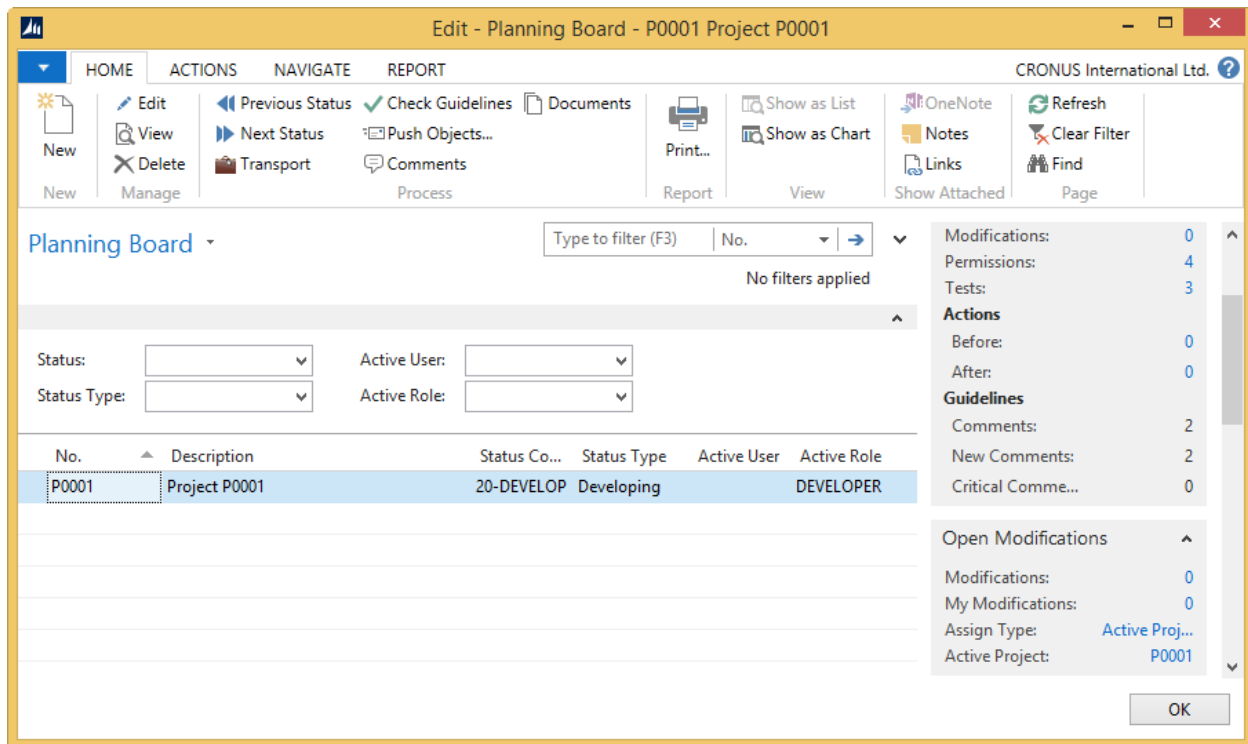 Edit - Planning Board - P0001 Project P0001
HOME ACTIONS NAVIGATE REPORT CRONUS International Ltd.
New
Edit
View
Delete
Previous Status
Next Status
Transport
Check Guidelines
Push Objects...
Comments
Documents
Print...
Show as List
Show as Chart
OneNote
Notes
Links
Refresh
Clear Filter
Find
New Manage Process Report View Show Attached Page
Planning Board
Type to filter (F3) No.
No filters applied
Status: Active User:
Status Type: Active Role:
No. Description Status Co... Status Type Active User Active Role
P0001 Project P0001 20-DEVELOP Developing DEVELOPER
Modifications: 0
Permissions: 4
Tests: 3
Actions
Before: 0
After: 0
Guidelines
Comments: 2
New Comments: 2
Critical Comme... 0
Open Modifications
Modifications: 0
My Modifications: 0
Assign Type: Active Proj...
Active Project: P0001
OK